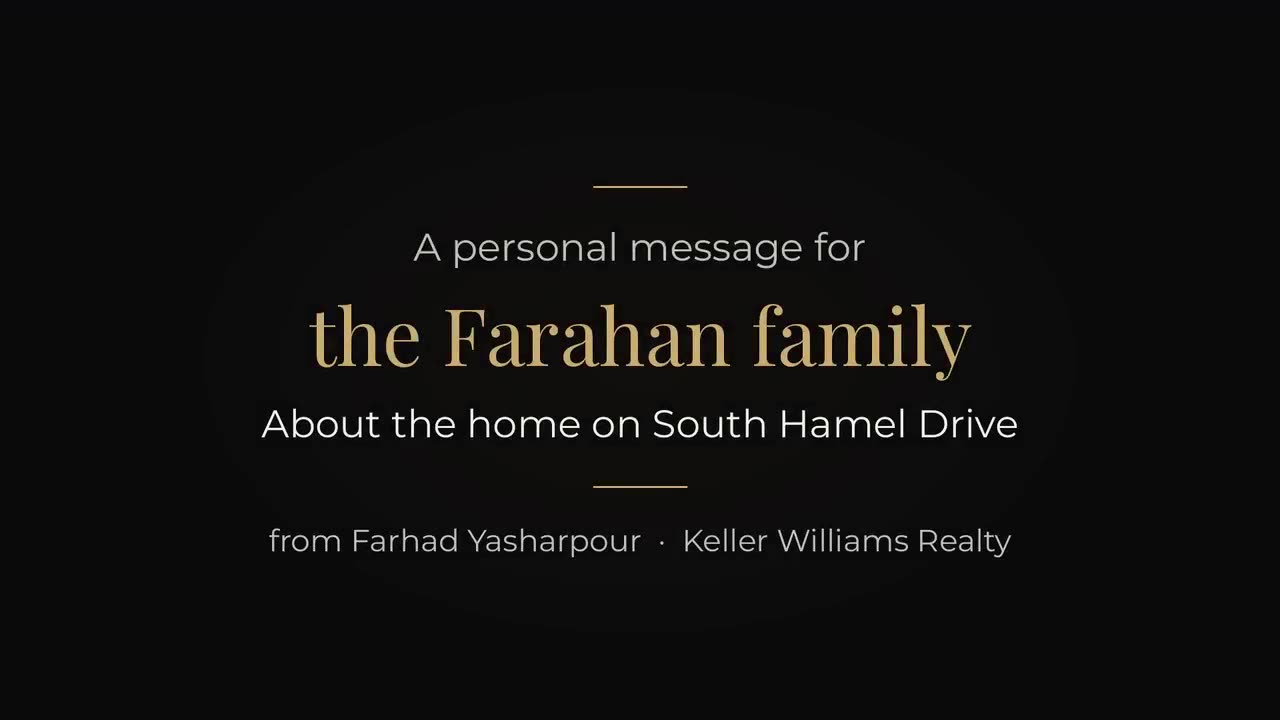 A personal message for
the Farahan family
About the home on South Hamel Drive
from Farhad Yasharpour · Keller Williams Realty